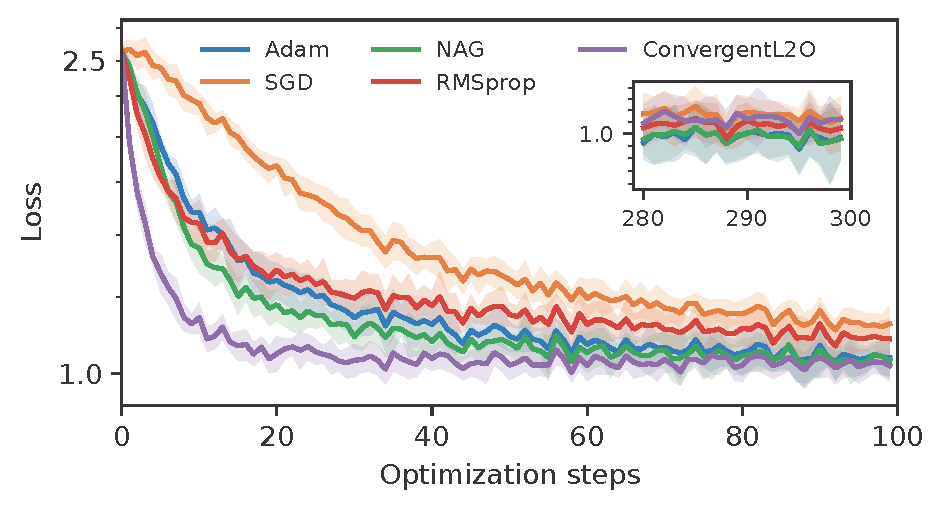 Adam NAG ConvergentL2O
SGD RMSprop
2.5
1.0
Loss
1.0
280 290 300
0 20 40 60 80 100
Optimization steps